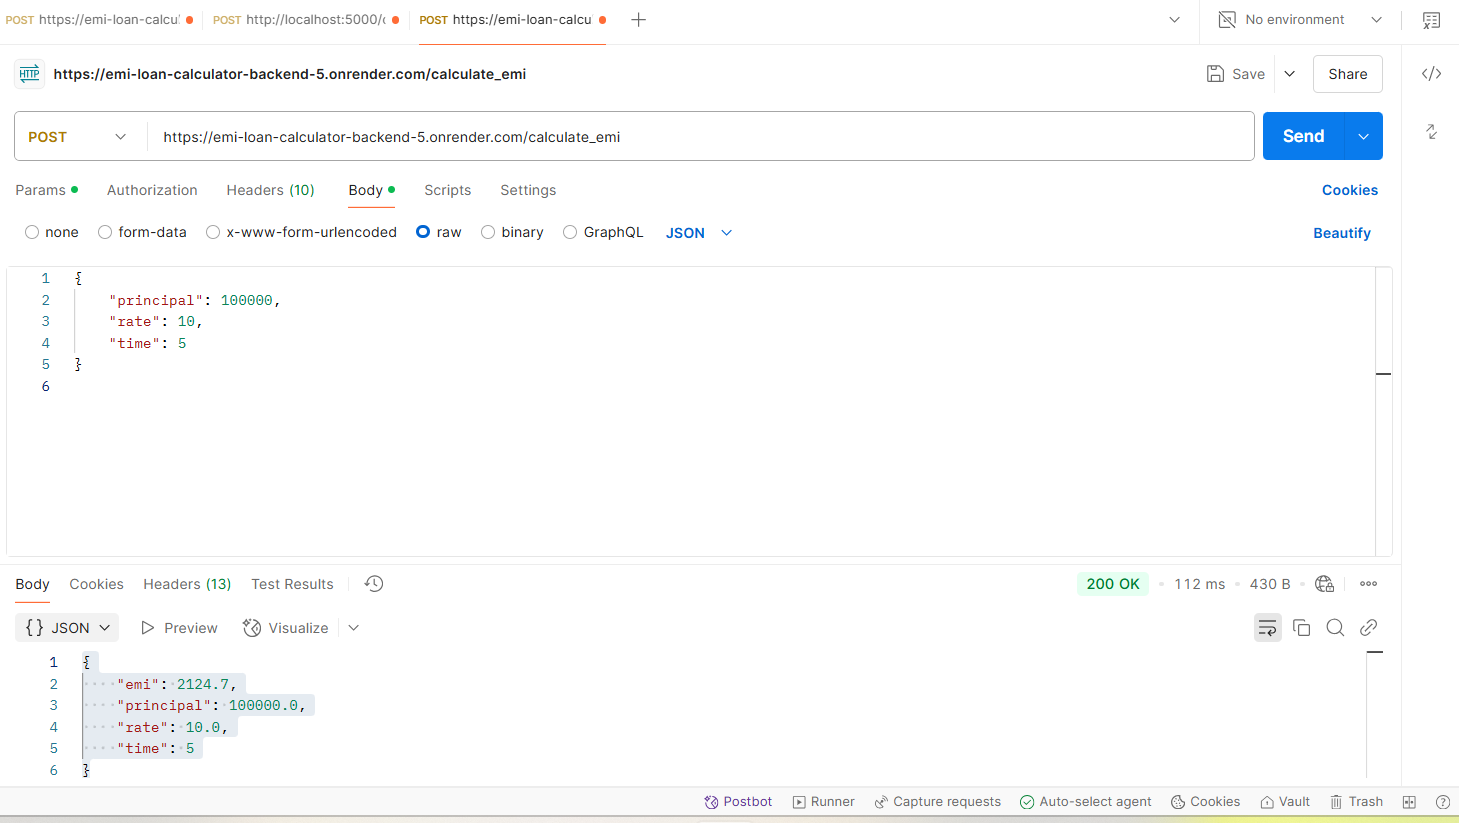 POST https://emi-loan-calcu POST http://localhost:5000/c POST https://emi-loan-calcu No environment
HTTP https://emi-loan-calculator-backend-5.onrender.com/calculate_emi Save Share
POST https://emi-loan-calculator-backend-5.onrender.com/calculate_emi Send
Params Authorization Headers (10) Body Scripts Settings Cookies
none form-data x-www-form-urlencoded raw binary GraphQL JSON Beautify
1 {
2 "principal": 100000,
3 "rate": 10,
4 "time": 5
5 }
6
Body Cookies Headers (13) Test Results 200 OK 112 ms 430 B
{} JSON Preview Visualize
1 {
2 "emi": 2124.7,
3 "principal": 100000.0,
4 "rate": 10.0,
5 "time": 5
6 }
Postbot Runner Capture requests Auto-select agent Cookies Vault Trash